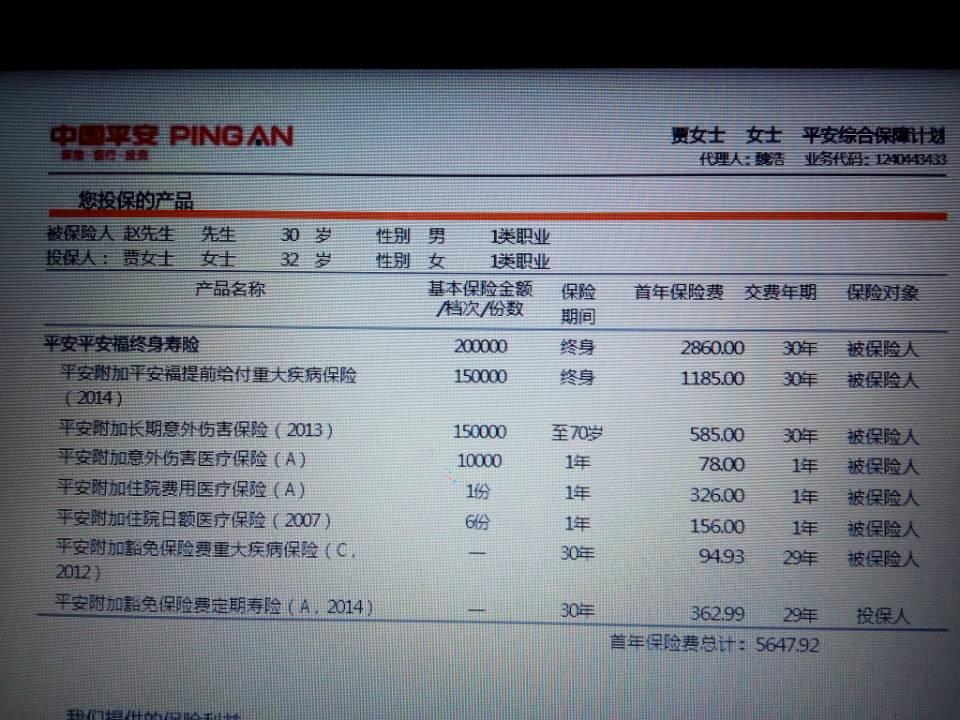 中国平安 PINGAN
保险·银行·投资
贾女士 女士 平安综合保障计划
代理人：魏浩 业务代码：1240443433
您投保的产品
被保险人 赵先生 先生 30 岁 性别 男 1类职业
投保人： 贾女士 女士 32 岁 性别 女 1类职业
产品名称 基本保险金额/档次/份数 保险期间 首年保险费 交费年期 保险对象
平安平安福终身寿险 200000 终身 2860.00 30年 被保险人
平安附加平安福提前给付重大疾病保险（2014） 150000 终身 1185.00 30年 被保险人
平安附加长期意外伤害保险（2013） 150000 至70岁 585.00 30年 被保险人
平安附加意外伤害医疗保险（A） 10000 1年 78.00 1年 被保险人
平安附加住院费用医疗保险（A） 1份 1年 326.00 1年 被保险人
平安附加住院日额医疗保险（2007） 6份 1年 156.00 1年 被保险人
平安附加豁免保险费重大疾病保险（C，2012） — 30年 94.93 29年 被保险人
平安附加豁免保险费定期寿险（A，2014） — 30年 362.99 29年 投保人
首年保险费总计：5647.92
我们提供的保险利益